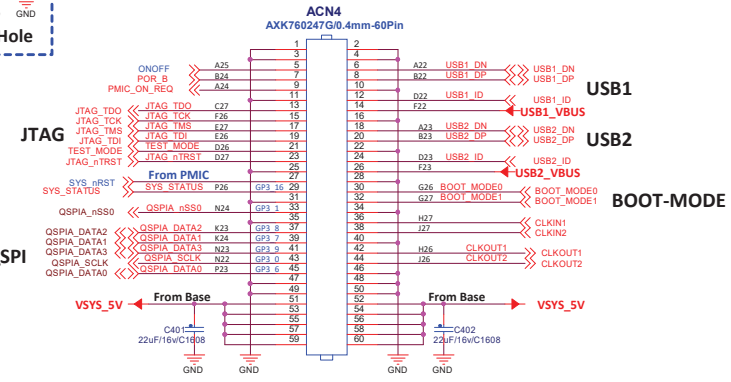 GND
Hole
ACN4
AXK760247G/0.4mm-60Pin
1 2
3 4
ONOFF A25 5 6 A22 USB1_DN USB1_DN
POR_B B24 7 8 B22 USB1_DP USB1_DP
PMIC_ON_REQ A24 9 10 USB1
11 12 D22 USB1_ID USB1_ID
JTAG_TDO JTAG_TDO C27 13 14 F22 USB1_VBUS
JTAG_TCK JTAG_TCK F26 15 16
JTAG JTAG_TMS JTAG_TMS E27 17 18 A23 USB2_DN USB2_DN
JTAG_TDI JTAG_TDI E26 19 20 B23 USB2_DP USB2_DP USB2
TEST_MODE TEST_MODE D26 21 22
JTAG_nTRST JTAG_nTRST D27 23 24 D23 USB2_ID USB2_ID
25 26 F23 USB2_VBUS
SYS_nRST From PMIC 27 28
SYS_STATUS SYS_STATUS P26 GP3_16 29 30 G26 BOOT_MODE0 BOOT_MODE0
31 32 G27 BOOT_MODE1 BOOT_MODE1 BOOT-MODE
QSPIA_nSS0 QSPIA_nSS0 N24 GP3_1 33 34
35 36 H27 CLKIN1
QSPIA_DATA2 QSPIA_DATA2 K23 GP3_8 37 38 J27 CLKIN2
QSPIA_DATA1 QSPIA_DATA1 K24 GP3_7 39 40
SPI QSPIA_DATA3 QSPIA_DATA3 N23 GP3_9 41 42 H26 CLKOUT1 CLKOUT1
QSPIA_SCLK QSPIA_SCLK N22 GP3_0 43 44 J26 CLKOUT2 CLKOUT2
QSPIA_DATA0 QSPIA_DATA0 P23 GP3_6 45 46
47 48
49 50
VSYS_5V From Base 51 52 From Base VSYS_5V
53 54
55 56
C401 57 58 C402
22uF/16v/C1608 59 60 22uF/16v/C1608
GND GND GND GND